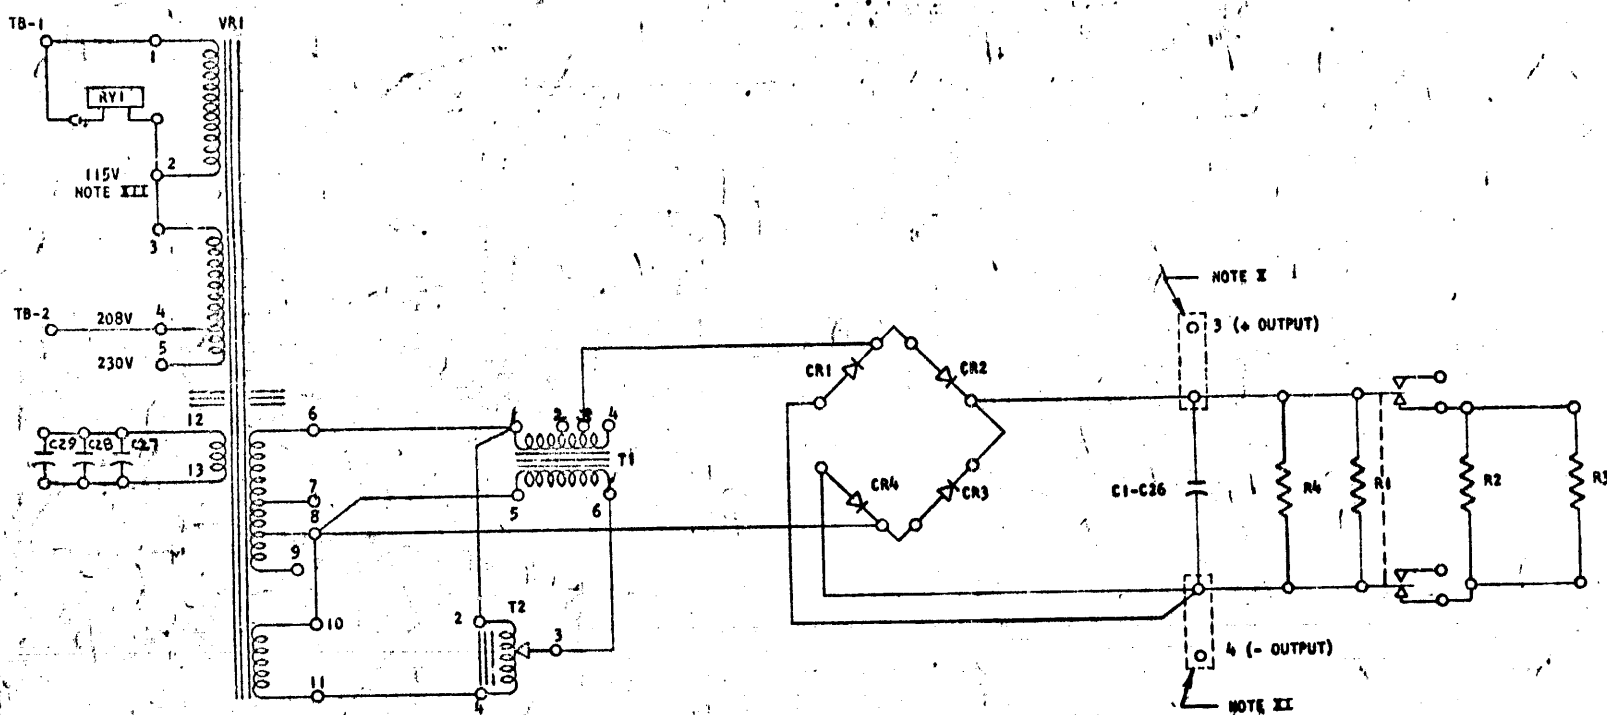 TB-1
VR1
1
RY1
2
115V
NOTE XIII
3
TB-2
208V
4
5
230V
12
C29
C28
C27
13
6
7
8
9
10
11
1
2
3
4
T1
5
6
T2
2
3
4
CR1
CR2
CR4
CR3
NOTE X
3 (+ OUTPUT)
C1-C26
R4
R1
R2
R3
4 (- OUTPUT)
NOTE XI